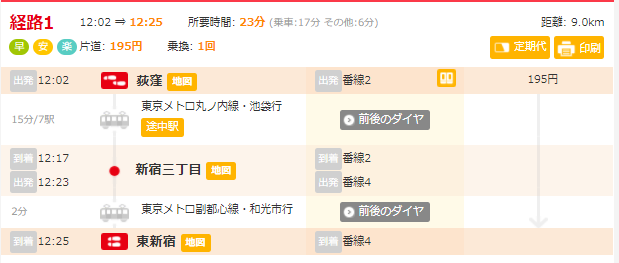 経路1 12:02 ⇒ 12:25 所要時間: 23分 (乗車:17分 その他:6分) 距離: 9.0km
早 安 楽 片道: 195円 乗換: 1回 定期代 印刷
出発 12:02 荻窪 地図 出発 番線2 195円
東京メトロ丸ノ内線・池袋行
15分/7駅 途中駅 前後のダイヤ
到着 12:17 到着 番線2
新宿三丁目 地図
出発 12:23 出発 番線4
2分 東京メトロ副都心線・和光市行 前後のダイヤ
到着 12:25 東新宿 地図 到着 番線4